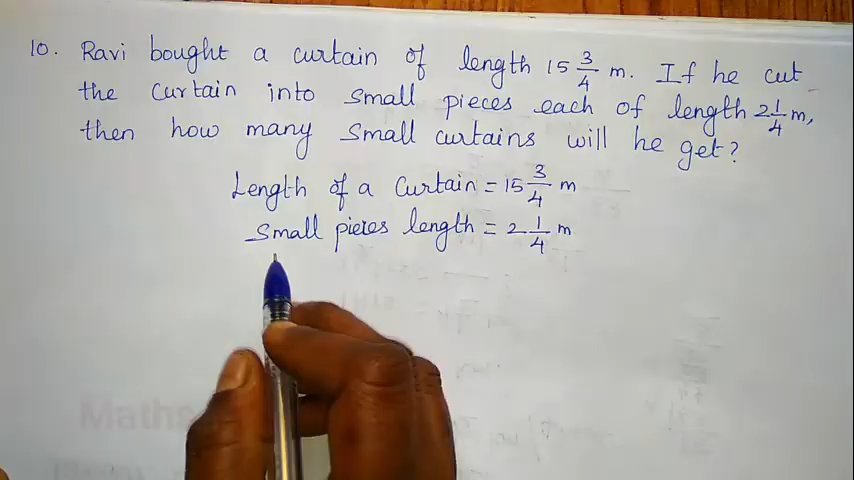 10. Ravi bought a curtain of length 15 3/4 m. If he cut
the curtain into small pieces each of length 2 1/4 m,
then how many small curtains will he get?
Length of a curtain = 15 3/4 m
Small pieces length = 2 1/4 m
Maths